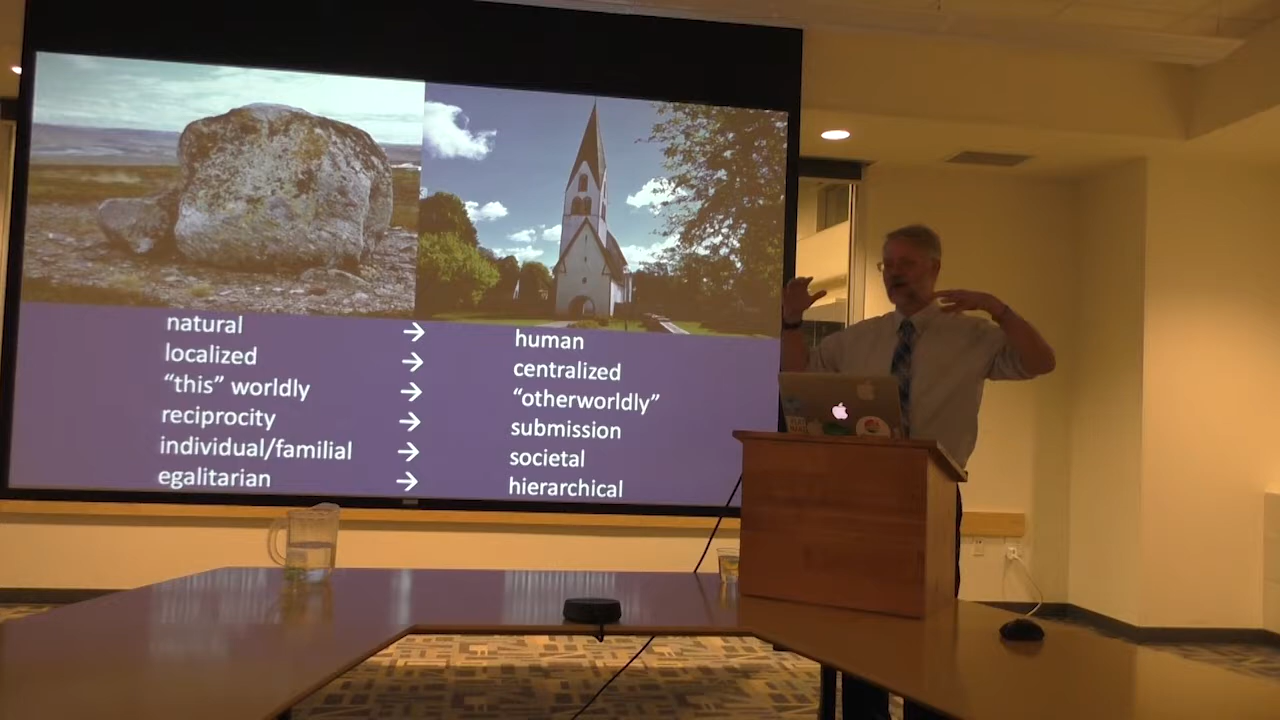 natural → human
localized → centralized
“this” worldly → “otherworldly”
reciprocity → submission
individual/familial → societal
egalitarian → hierarchical